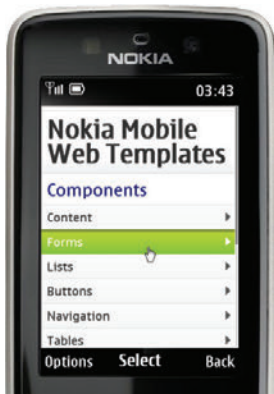 NOKIA
03:43
Nokia Mobile
Web Templates
Components
Content
Forms
Lists
Buttons
Navigation
Tables
Options Select Back